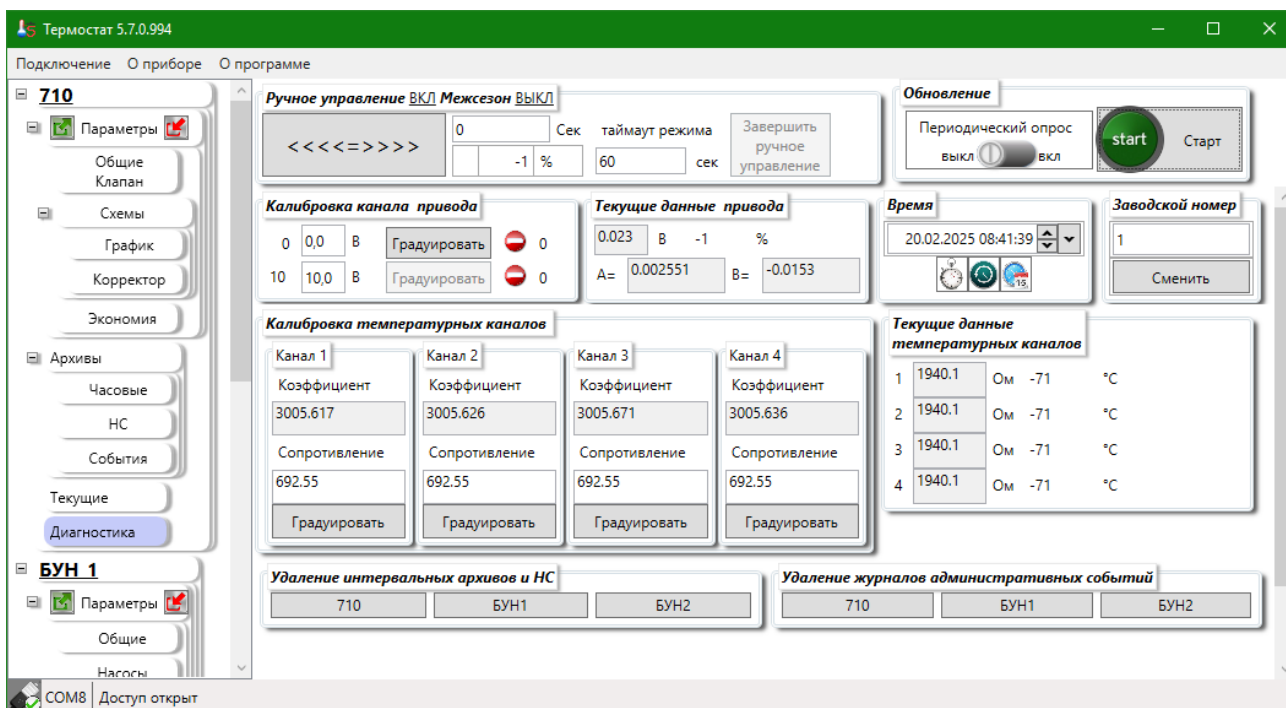 Термостат 5.7.0.994
Подключение О приборе О программе
710
Параметры
Общие
Клапан
Схемы
График
Корректор
Экономия
Архивы
Часовые
НС
События
Текущие
Диагностика
БУН 1
Параметры
Общие
Насосы
Ручное управление ВКЛ Межсезон ВЫКЛ
<<<<=>>>>
0 Сек таймаут режима
-1 % 60 сек
Завершить
ручное
управление
Обновление
Периодический опрос
выкл вкл
start Старт
Калибровка канала привода
0 0,0 В Градуировать 0
10 10,0 В Градуировать 0
Текущие данные привода
0.023 В -1 %
A= 0.002551 B= -0.0153
Время
20.02.2025 08:41:39
15
Заводской номер
1
Сменить
Калибровка температурных каналов
Канал 1 Канал 2 Канал 3 Канал 4
Коэффициент Коэффициент Коэффициент Коэффициент
3005.617 3005.626 3005.671 3005.636
Сопротивление Сопротивление Сопротивление Сопротивление
692.55 692.55 692.55 692.55
Градуировать Градуировать Градуировать Градуировать
Текущие данные
температурных каналов
1 1940.1 Ом -71 °C
2 1940.1 Ом -71 °C
3 1940.1 Ом -71 °C
4 1940.1 Ом -71 °C
Удаление интервальных архивов и НС
710 БУН1 БУН2
Удаление журналов административных событий
710 БУН1 БУН2
COM8 Доступ открыт